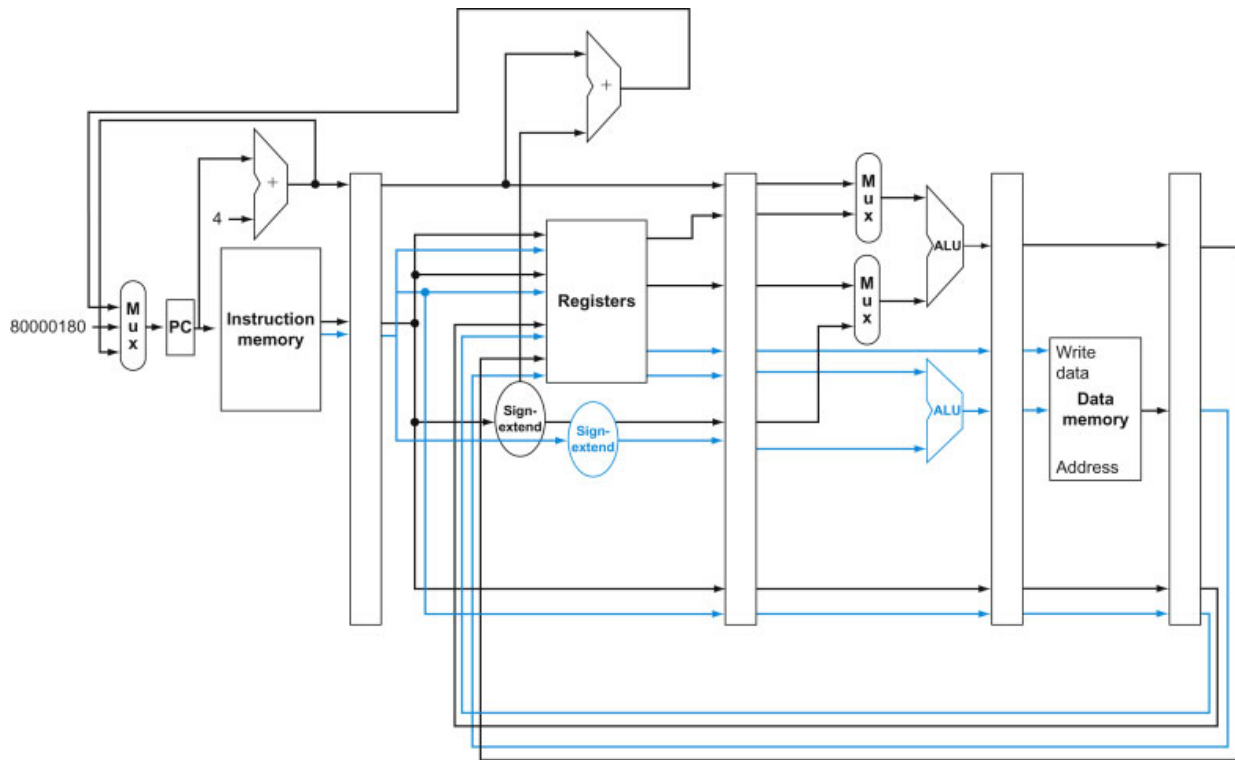 +
+
4
M
u
x
M
u
x
ALU
80000180
M
u
x
PC
Instruction
memory
Registers
Write
data
Data
memory
Address
ALU
Sign-
extend
Sign-
extend